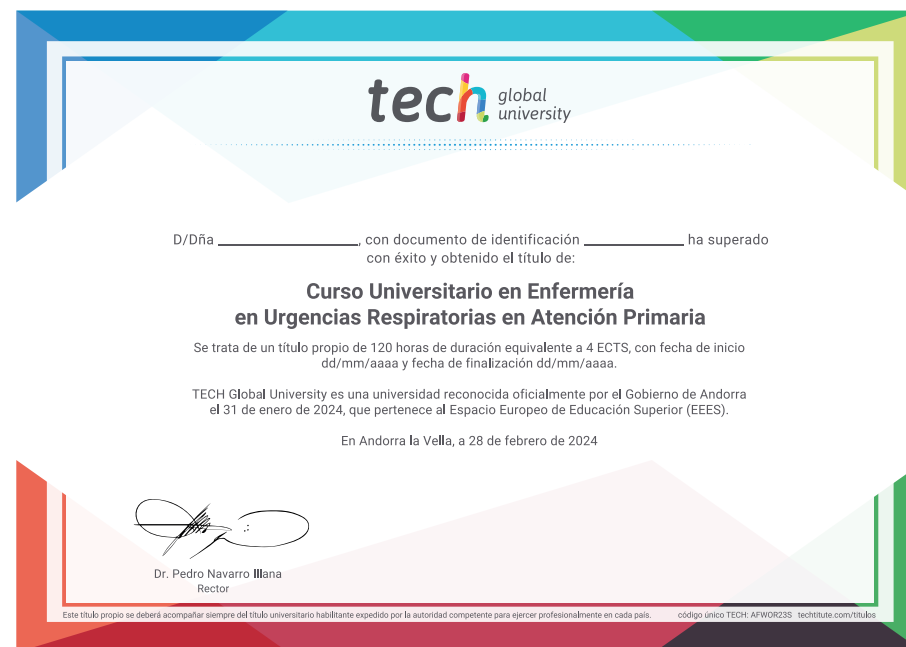 tech global university
D/Dña ____________________, con documento de identificación ______________ ha superado
con éxito y obtenido el título de:
Curso Universitario en Enfermería
en Urgencias Respiratorias en Atención Primaria
Se trata de un título propio de 120 horas de duración equivalente a 4 ECTS, con fecha de inicio
dd/mm/aaaa y fecha de finalización dd/mm/aaaa.
TECH Global University es una universidad reconocida oficialmente por el Gobierno de Andorra
el 31 de enero de 2024, que pertenece al Espacio Europeo de Educación Superior (EEES).
En Andorra la Vella, a 28 de febrero de 2024
Dr. Pedro Navarro Illana
Rector
Este título propio se deberá acompañar siempre del título universitario habilitante expedido por la autoridad competente para ejercer profesionalmente en cada país. código único TECH: AFWOR23S techtitute.com/titulos